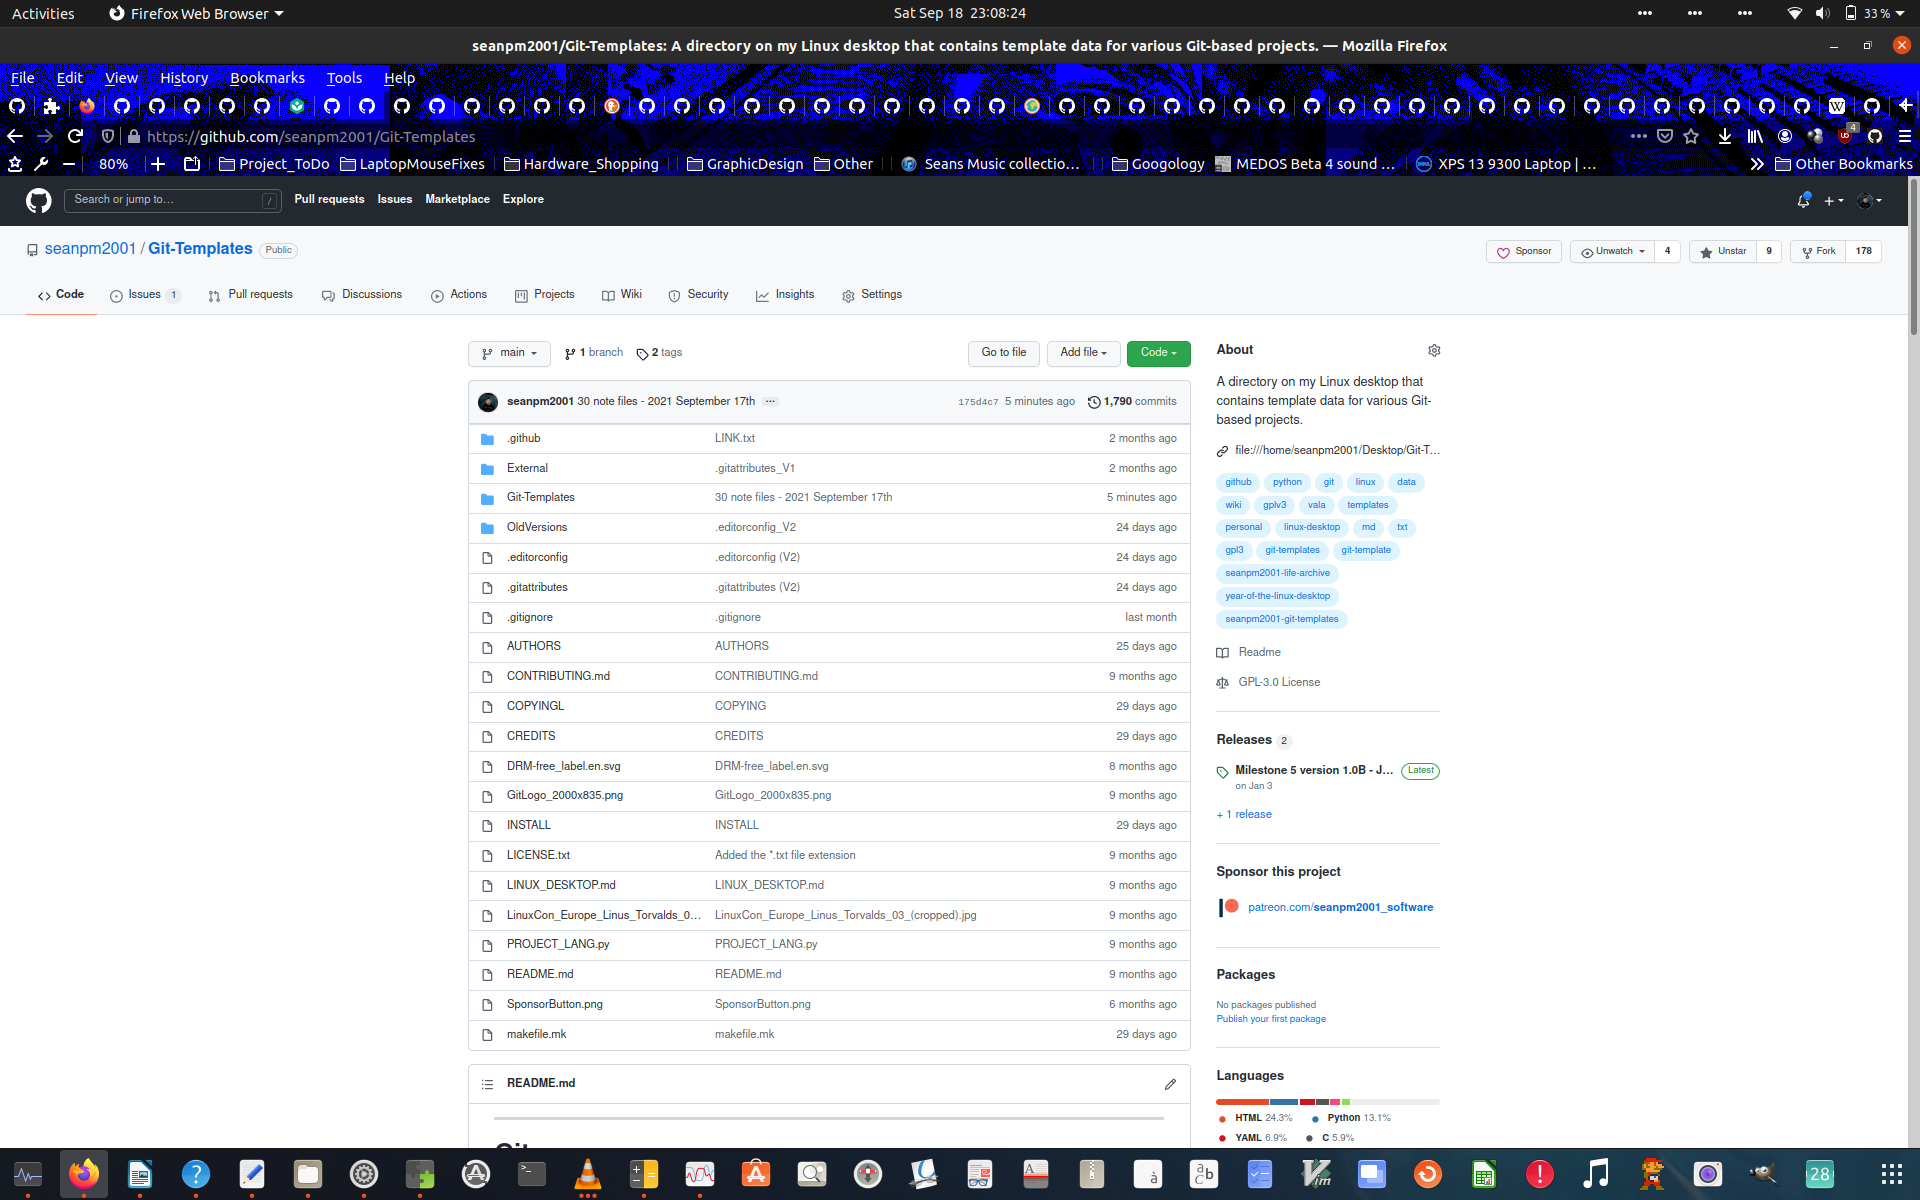 Activities Firefox Web Browser Sat Sep 18 23:08:24 33 %
seanpm2001/Git-Templates: A directory on my Linux desktop that contains template data for various Git-based projects. — Mozilla Firefox
File Edit View History Bookmarks Tools Help
https://github.com/seanpm2001/Git-Templates 4
80% Project_ToDo LaptopMouseFixes Hardware_Shopping GraphicDesign Other Seans Music collectio… Googology MEDOS Beta 4 sound … XPS 13 9300 Laptop | … Other Bookmarks
Search or jump to… / Pull requests Issues Marketplace Explore
seanpm2001 / Git-Templates Public
Sponsor Unwatch 4 Unstar 9 Fork 178
Code Issues 1 Pull requests Discussions Actions Projects Wiki Security Insights Settings
main 1 branch 2 tags Go to file Add file Code
seanpm2001 30 note files - 2021 September 17th ... 175d4c7 5 minutes ago 1,790 commits
.github LINK.txt 2 months ago
External .gitattributes_V1 2 months ago
Git-Templates 30 note files - 2021 September 17th 5 minutes ago
OldVersions .editorconfig_V2 24 days ago
.editorconfig .editorconfig (V2) 24 days ago
.gitattributes .gitattributes (V2) 24 days ago
.gitignore .gitignore last month
AUTHORS AUTHORS 25 days ago
CONTRIBUTING.md CONTRIBUTING.md 9 months ago
COPYINGL COPYING 29 days ago
CREDITS CREDITS 29 days ago
DRM-free_label.en.svg DRM-free_label.en.svg 8 months ago
GitLogo_2000x835.png GitLogo_2000x835.png 9 months ago
INSTALL INSTALL 29 days ago
LICENSE.txt Added the *.txt file extension 9 months ago
LINUX_DESKTOP.md LINUX_DESKTOP.md 9 months ago
LinuxCon_Europe_Linus_Torvalds_0… LinuxCon_Europe_Linus_Torvalds_03_(cropped).jpg 9 months ago
PROJECT_LANG.py PROJECT_LANG.py 9 months ago
README.md README.md 9 months ago
SponsorButton.png SponsorButton.png 6 months ago
makefile.mk makefile.mk 29 days ago
README.md
About
A directory on my Linux desktop that
contains template data for various Git-
based projects.
file:///home/seanpm2001/Desktop/Git-T…
github python git linux data
wiki gplv3 vala templates
personal linux-desktop md txt
gpl3 git-templates git-template
seanpm2001-life-archive
year-of-the-linux-desktop
seanpm2001-git-templates
Readme
GPL-3.0 License
Releases 2
Milestone 5 version 1.0B - J… Latest
on Jan 3
+ 1 release
Sponsor this project
patreon.com/seanpm2001_software
Packages
No packages published
Publish your first package
Languages
HTML 24.3% Python 13.1%
YAML 6.9% C 5.9%
28